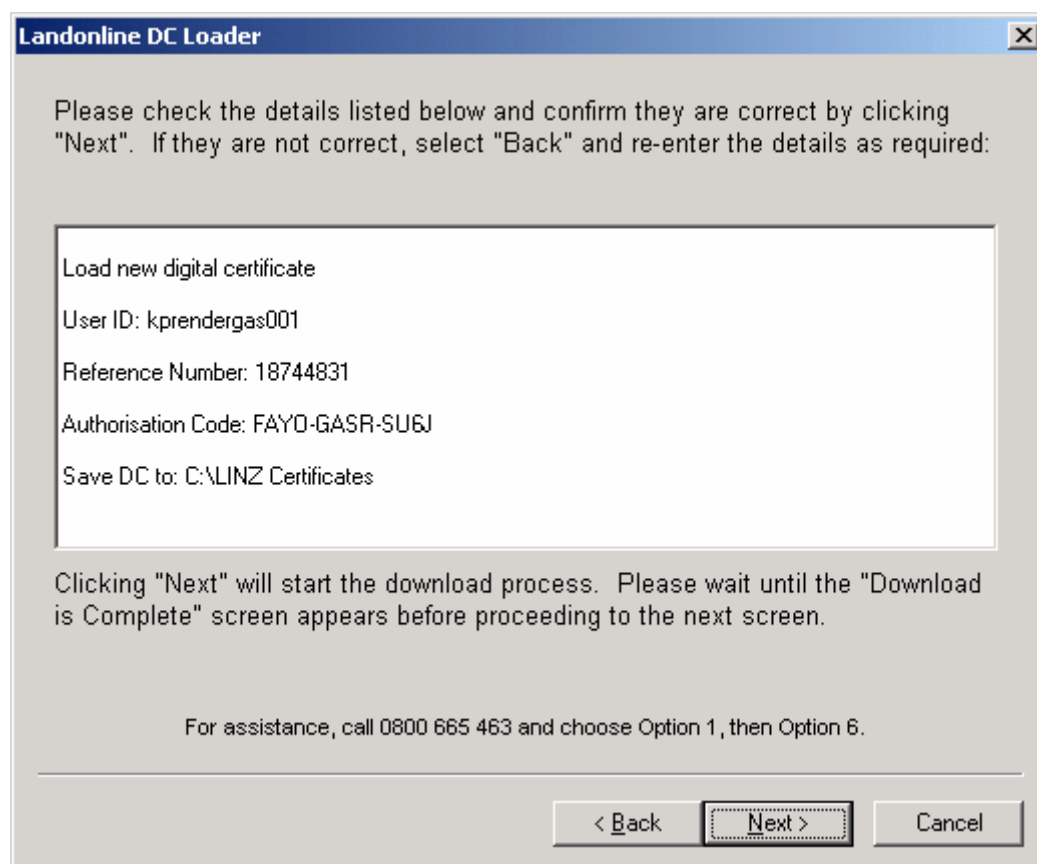 Landonline DC Loader
Please check the details listed below and confirm they are correct by clicking
"Next".  If they are not correct, select "Back" and re-enter the details as required:
Load new digital certificate
User ID: kprendergas001
Reference Number: 18744831
Authorisation Code: FAYO-GASR-SU6J
Save DC to: C:\LINZ Certificates
Clicking "Next" will start the download process.  Please wait until the "Download
is Complete" screen appears before proceeding to the next screen.
For assistance, call 0800 665 463 and choose Option 1, then Option 6.
< Back
Next >
Cancel